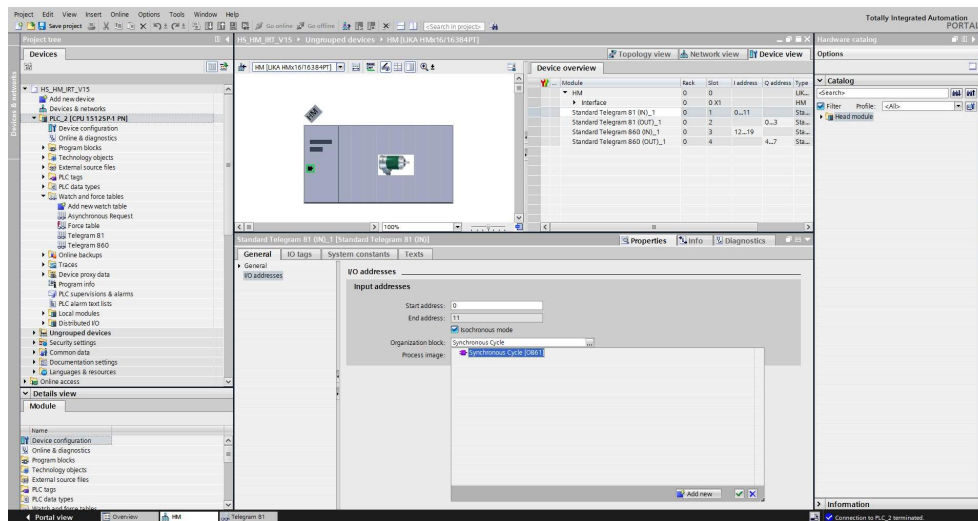 Project Edit View Insert Online Options Tools Window Help
Totally Integrated Automation
PORTAL
Save project Go online Go offline <Search in project>
Project tree
HS_HM_IRT_V15 ▸ Ungrouped devices ▸ HM [LIKA HMx16/16384PT]
Hardware catalog
Devices
Topology view Network view Device view
Options
HM [LIKA HMx16/16384PT]
Device overview
Devices & networks
HS_HM_IRT_V15
Add new device
Devices & networks
PLC_2 [CPU 1512SP-1 PN]
Device configuration
Online & diagnostics
Program blocks
Technology objects
External source files
PLC tags
PLC data types
Watch and force tables
Add new watch table
Asynchronous Request
Force table
Telegram 81
Telegram 860
Online backups
Traces
Device proxy data
Program info
PLC supervisions & alarms
PLC alarm text lists
Local modules
Distributed I/O
Ungrouped devices
Security settings
Common data
Documentation settings
Languages & resources
Online access
Details view
Module
Name
Device configuration
Online & diagnostics
Program blocks
Technology objects
External source files
PLC tags
PLC data types
Watch and force tables
HM
100%
... Module Rack Slot I address Q address Type
HM 0 0 LIK...
Interface 0 0 X1 HM
Standard Telegram 81 (IN)_1 0 1 0...11 Sta...
Standard Telegram 81 (OUT)_1 0 2 0...3 Sta...
Standard Telegram 860 (IN)_1 0 3 12...19 Sta...
Standard Telegram 860 (OUT)_1 0 4 4...7 Sta...
Standard Telegram 81 (IN)_1 [Standard Telegram 81 (IN)]
Properties Info Diagnostics
General IO tags System constants Texts
General
I/O addresses
I/O addresses
Input addresses
Start address: 0
End address: 11
Isochronous mode
Organization block: Synchronous Cycle ...
Process image:
Synchronous Cycle [OB61]
Add new
Catalog
<Search>
Filter Profile: <All>
Head module
Information
Portal view Overview HM Telegram 81
Connection to PLC_2 terminated.